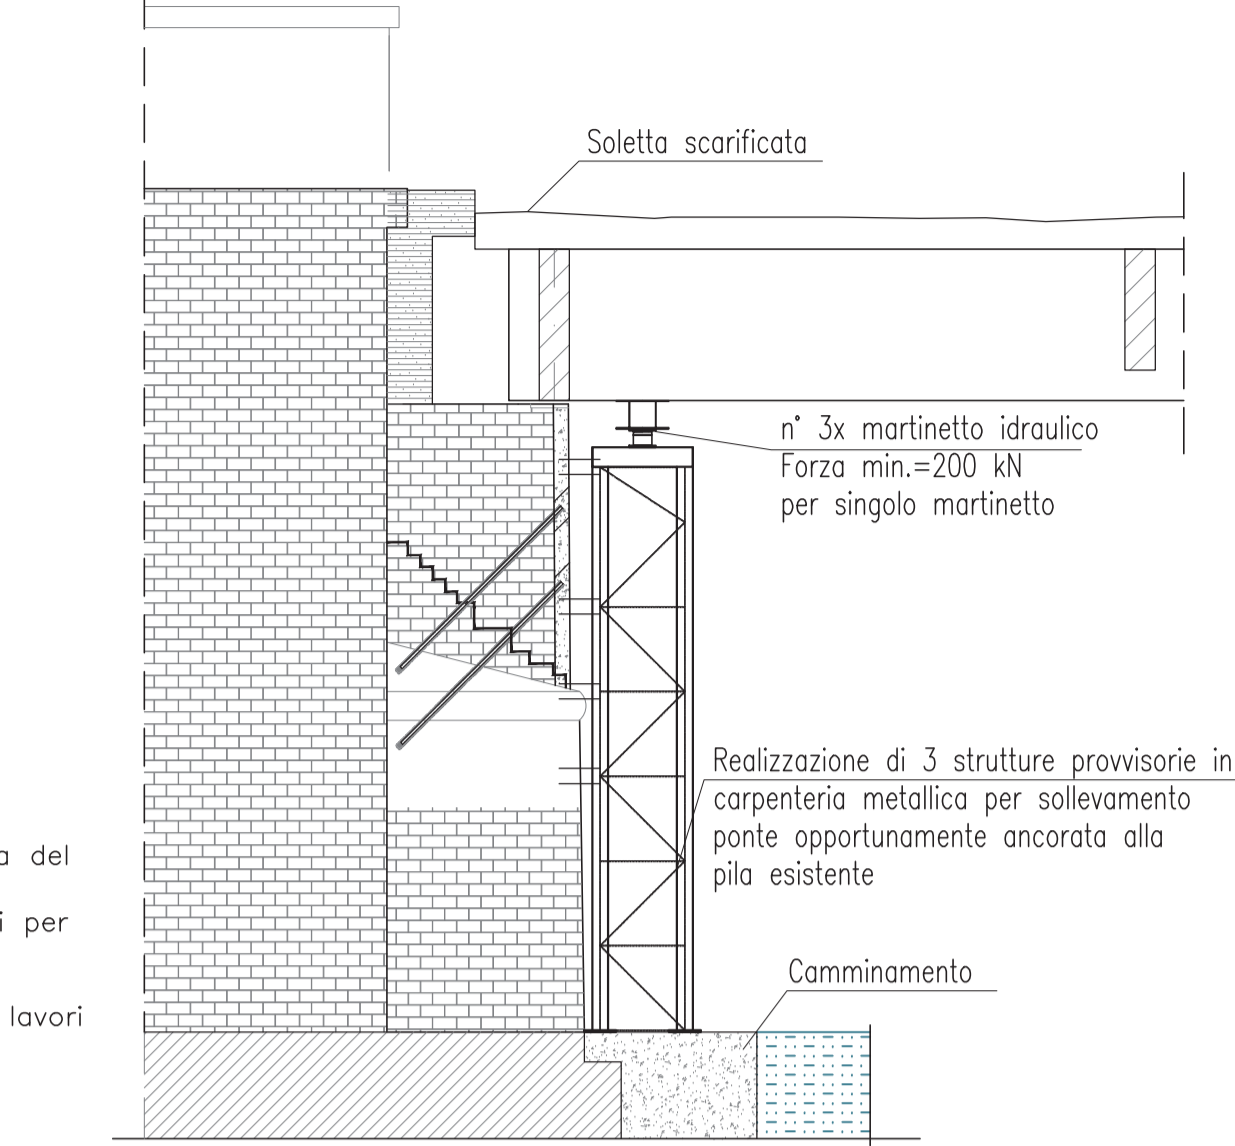 Soletta scarificata
n° 3x martinetto idraulico
Forza min.=200 kN
per singolo martinetto
Realizzazione di 3 strutture provvisorie in
carpenteria metallica per sollevamento
ponte opportunamente ancorata alla
pila esistente
Camminamento
a del
i per
lavori